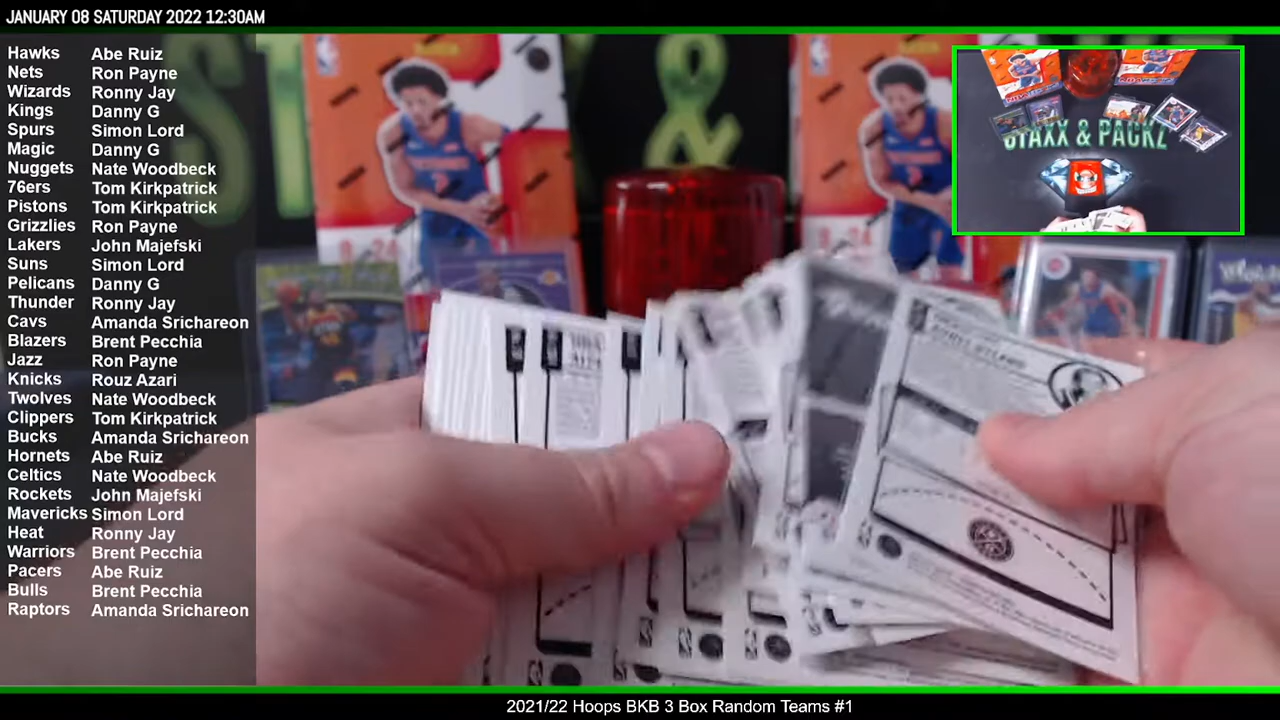 JANUARY 08 SATURDAY 2022 12:30AM
Hawks Abe Ruiz
Nets Ron Payne
Wizards Ronny Jay
Kings Danny G
Spurs Simon Lord
Magic Danny G
Nuggets Nate Woodbeck
76ers Tom Kirkpatrick
Pistons Tom Kirkpatrick
Grizzlies Ron Payne
Lakers John Majefski
Suns Simon Lord
Pelicans Danny G
Thunder Ronny Jay
Cavs Amanda Srichareon
Blazers Brent Pecchia
Jazz Ron Payne
Knicks Rouz Azari
Twolves Nate Woodbeck
Clippers Tom Kirkpatrick
Bucks Amanda Srichareon
Hornets Abe Ruiz
Celtics Nate Woodbeck
Rockets John Majefski
Mavericks Simon Lord
Heat Ronny Jay
Warriors Brent Pecchia
Pacers Abe Ruiz
Bulls Brent Pecchia
Raptors Amanda Srichareon
STAXX & PACKZ
2021/22 Hoops BKB 3 Box Random Teams #1